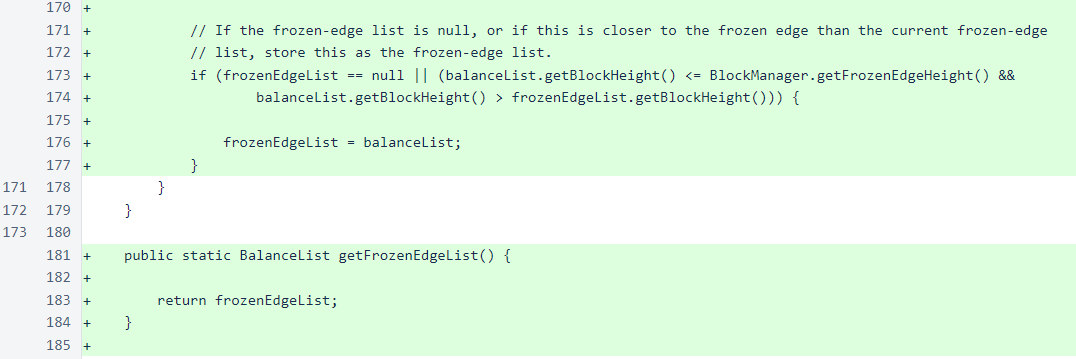 170 +
171 + // If the frozen-edge list is null, or if this is closer to the frozen edge than the current frozen-edge
172 + // list, store this as the frozen-edge list.
173 + if (frozenEdgeList == null || (balanceList.getBlockHeight() <= BlockManager.getFrozenEdgeHeight() &&
174 + balanceList.getBlockHeight() > frozenEdgeList.getBlockHeight())) {
175 +
176 + frozenEdgeList = balanceList;
177 + }
171 178 }
172 179 }
173 180
181 + public static BalanceList getFrozenEdgeList() {
182 +
183 + return frozenEdgeList;
184 + }
185 +